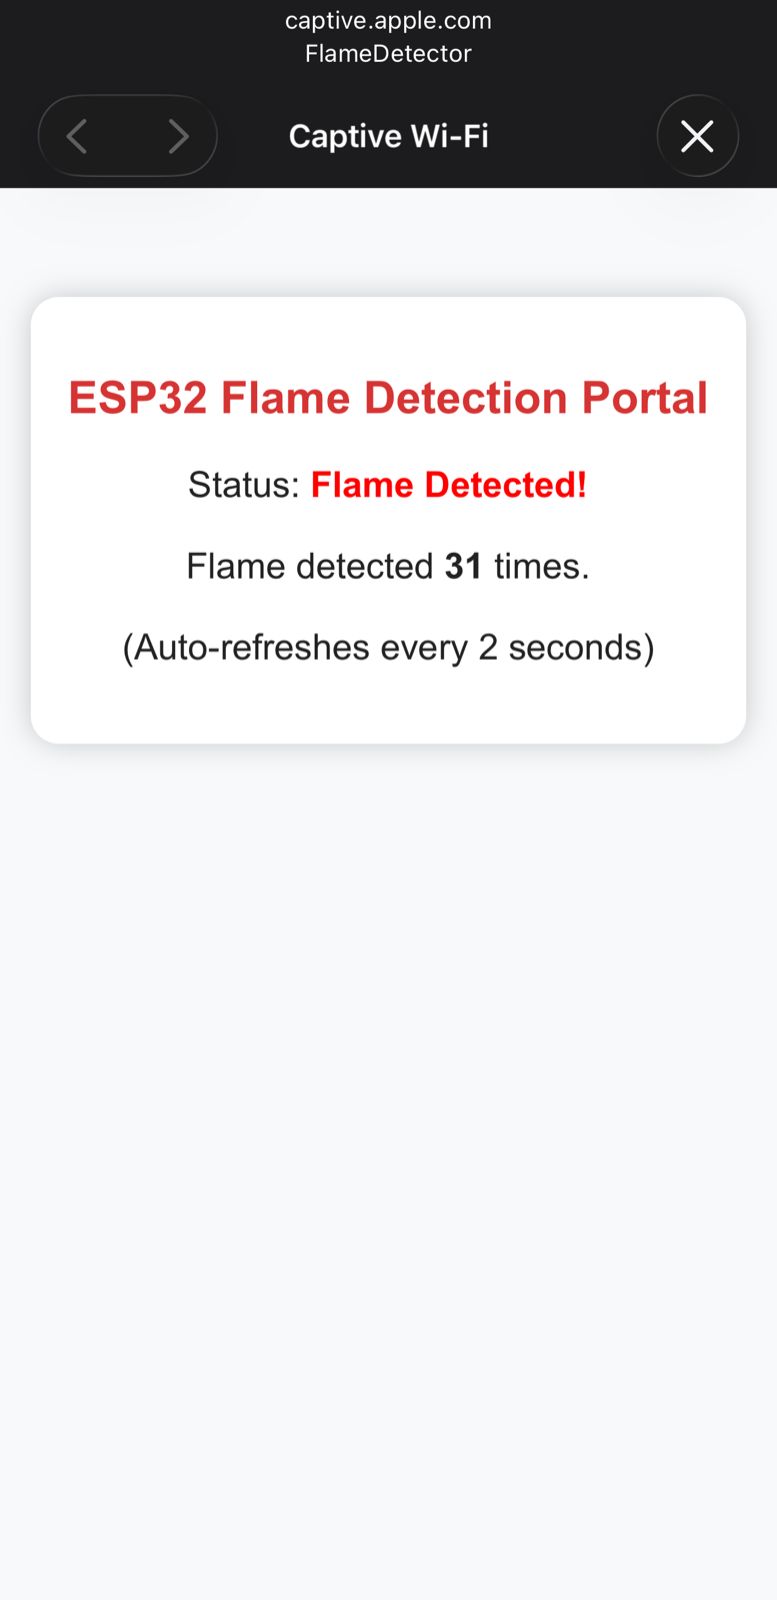 captive.apple.com
FlameDetector
Captive Wi-Fi
ESP32 Flame Detection Portal
Status: Flame Detected!
Flame detected 31 times.
(Auto-refreshes every 2 seconds)